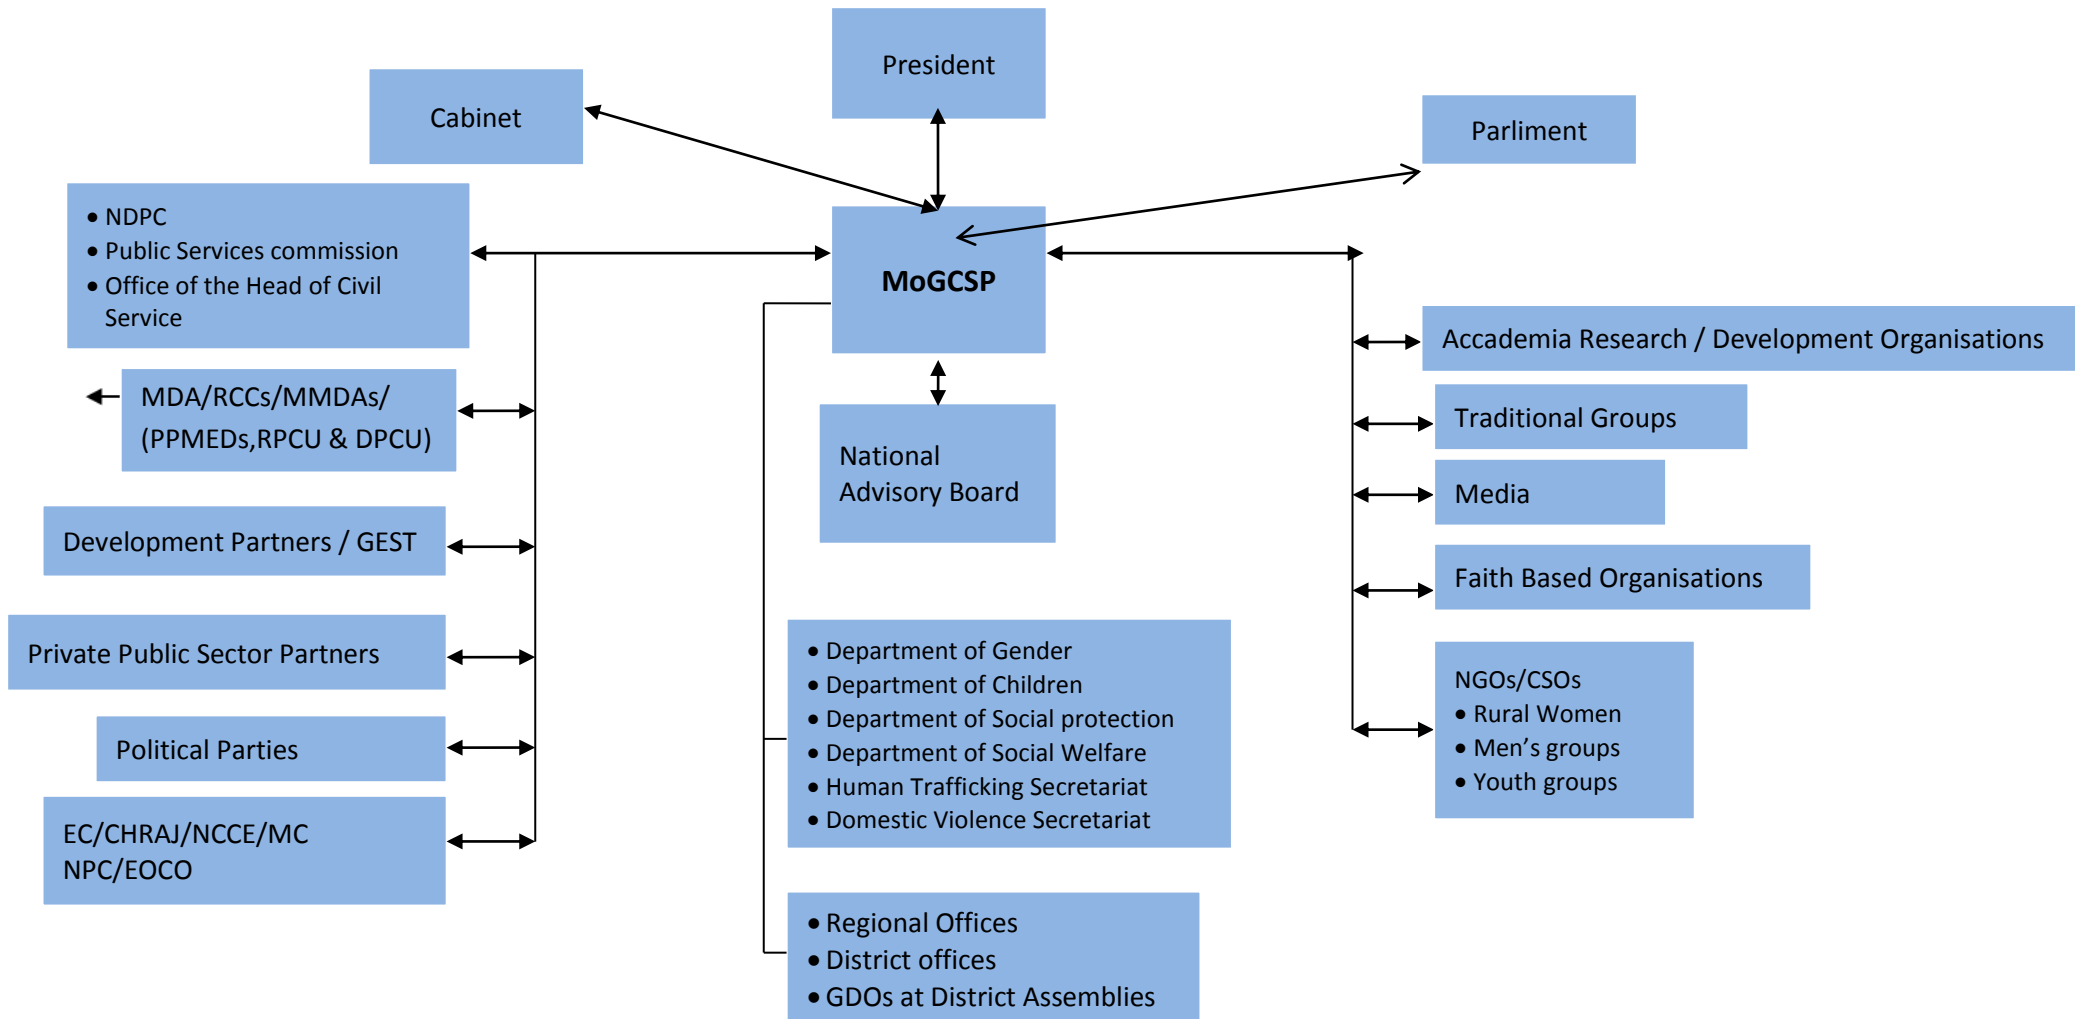 President
Cabinet
Parliment
• NDPC
• Public Services commission
• Office of the Head of Civil
Service
MoGCSP
MDA/RCCs/MMDAs/
(PPMEDs,RPCU & DPCU)
Development Partners / GEST
Private Public Sector Partners
Political Parties
EC/CHRAJ/NCCE/MC
NPC/EOCO
National
Advisory Board
• Department of Gender
• Department of Children
• Department of Social protection
• Department of Social Welfare
• Human Trafficking Secretariat
• Domestic Violence Secretariat
• Regional Offices
• District offices
• GDOs at District Assemblies
Accademia Research / Development Organisations
Traditional Groups
Media
Faith Based Organisations
NGOs/CSOs
• Rural Women
• Men’s groups
• Youth groups